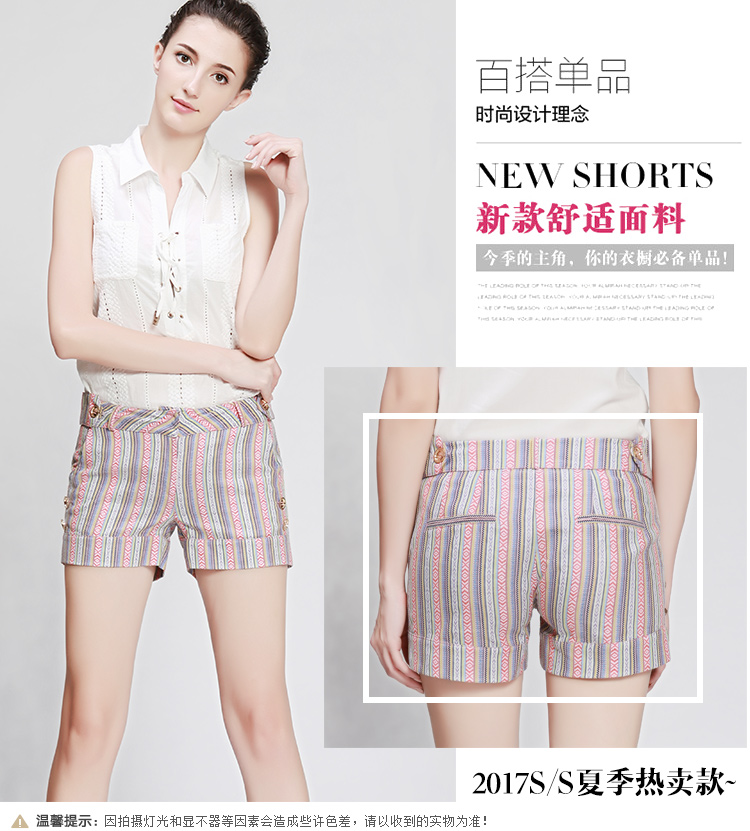 百搭单品
时尚设计理念
NEW SHORTS
新款舒适面料
今季的主角，你的衣橱必备单品!
THE LEADING ROLE OF THIS SEASON, YOUR ALMIRAH NECESSARY STAND UP! THE
LEADING ROLE OF THIS SEASON, YOUR ALMIRAH NECESSARY STAND UP! THE LEADING
OF THIS SEASON, YOUR ALMIRAH NECESSARY STAND UP! THE LEADING ROLE OF
THIS SEASON, YOUR ALMIRAH NECESSARY STAND UP! THE LEADING ROLE OF THIS
2017S/S夏季热卖款~
温馨提示：因拍摄灯光和显不器等因素会造成些许色差，请以收到的实物为准！